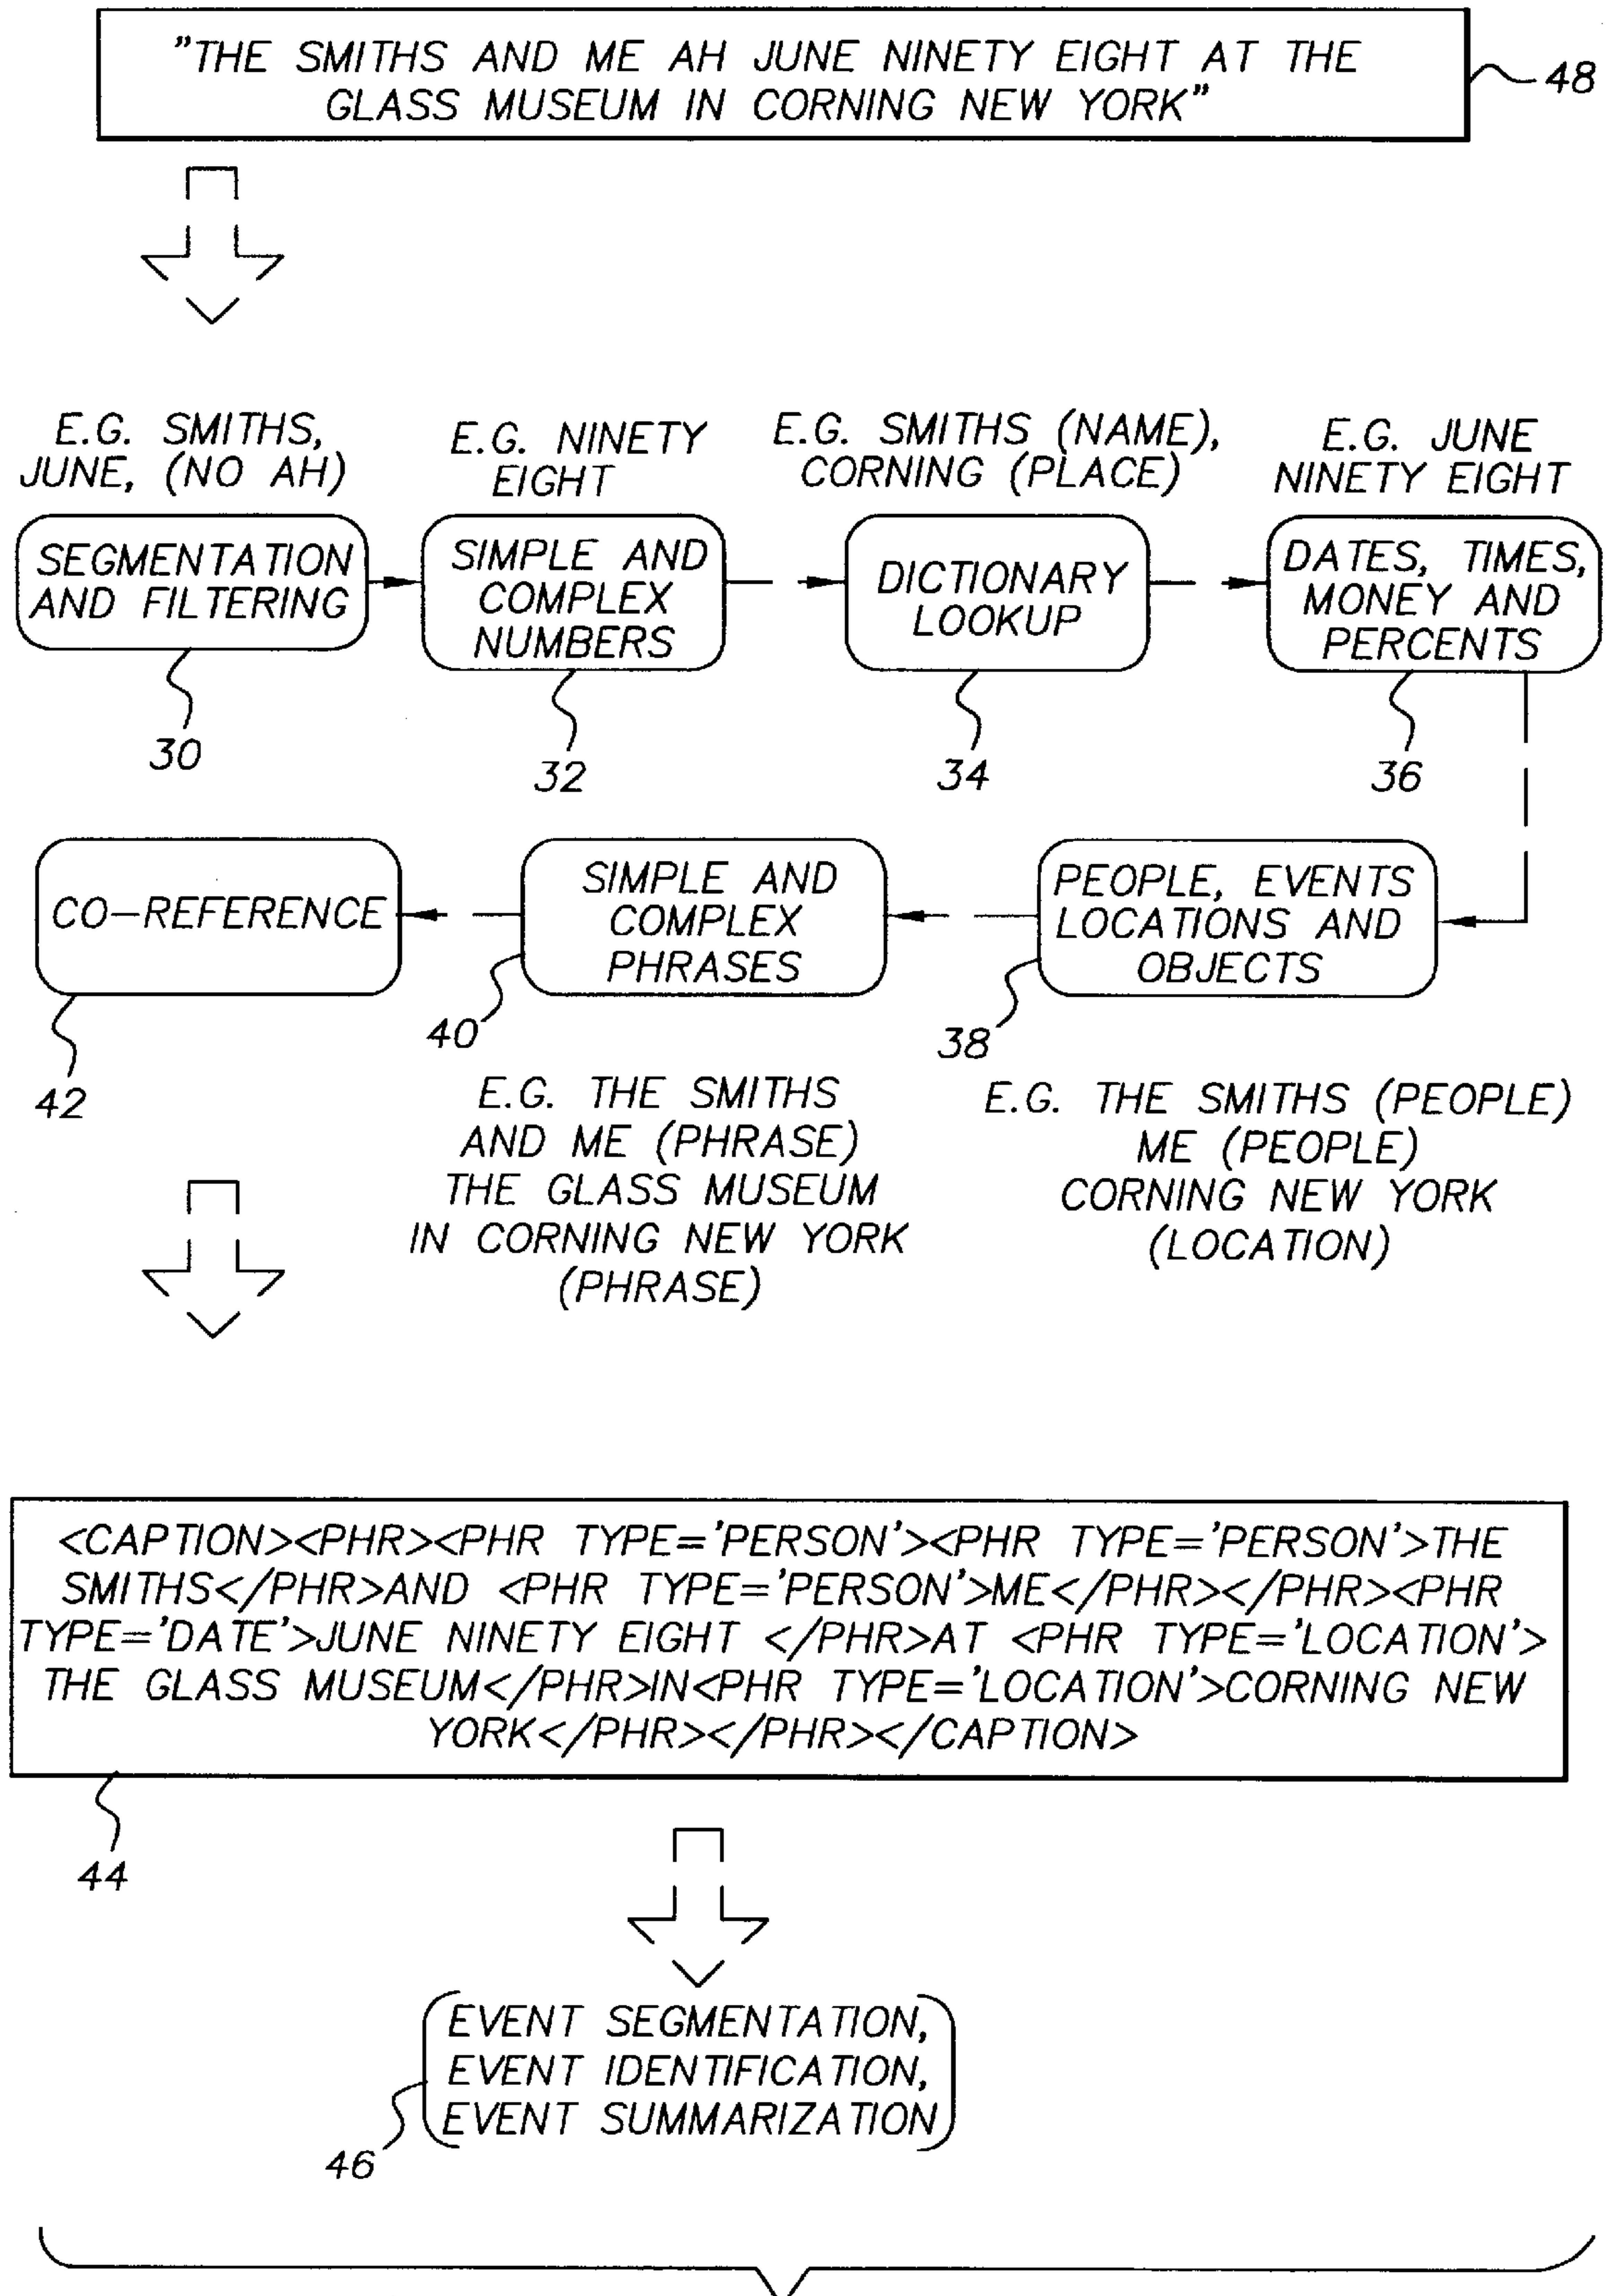 "THE SMITHS AND ME AH JUNE NINETY EIGHT AT THE
GLASS MUSEUM IN CORNING NEW YORK"
48
E.G. SMITHS,
JUNE, (NO AH)
SEGMENTATION
AND FILTERING
30
E.G. NINETY
EIGHT
SIMPLE AND
COMPLEX
NUMBERS
32
E.G. SMITHS (NAME),
CORNING (PLACE)
DICTIONARY
LOOKUP
34
E.G. JUNE
NINETY EIGHT
DATES, TIMES,
MONEY AND
PERCENTS
36
PEOPLE, EVENTS
LOCATIONS AND
OBJECTS
38
E.G. THE SMITHS (PEOPLE)
ME (PEOPLE)
CORNING NEW YORK
(LOCATION)
SIMPLE AND
COMPLEX
PHRASES
40
E.G. THE SMITHS
AND ME (PHRASE)
THE GLASS MUSEUM
IN CORNING NEW YORK
(PHRASE)
CO-REFERENCE
42
<CAPTION><PHR><PHR TYPE='PERSON'><PHR TYPE='PERSON'>THE
SMITHS</PHR>AND <PHR TYPE='PERSON'>ME</PHR></PHR><PHR
TYPE='DATE'>JUNE NINETY EIGHT </PHR>AT <PHR TYPE='LOCATION'>
THE GLASS MUSEUM</PHR>IN<PHR TYPE='LOCATION'>CORNING NEW
YORK</PHR></PHR></CAPTION>
44
EVENT SEGMENTATION,
EVENT IDENTIFICATION,
EVENT SUMMARIZATION
46